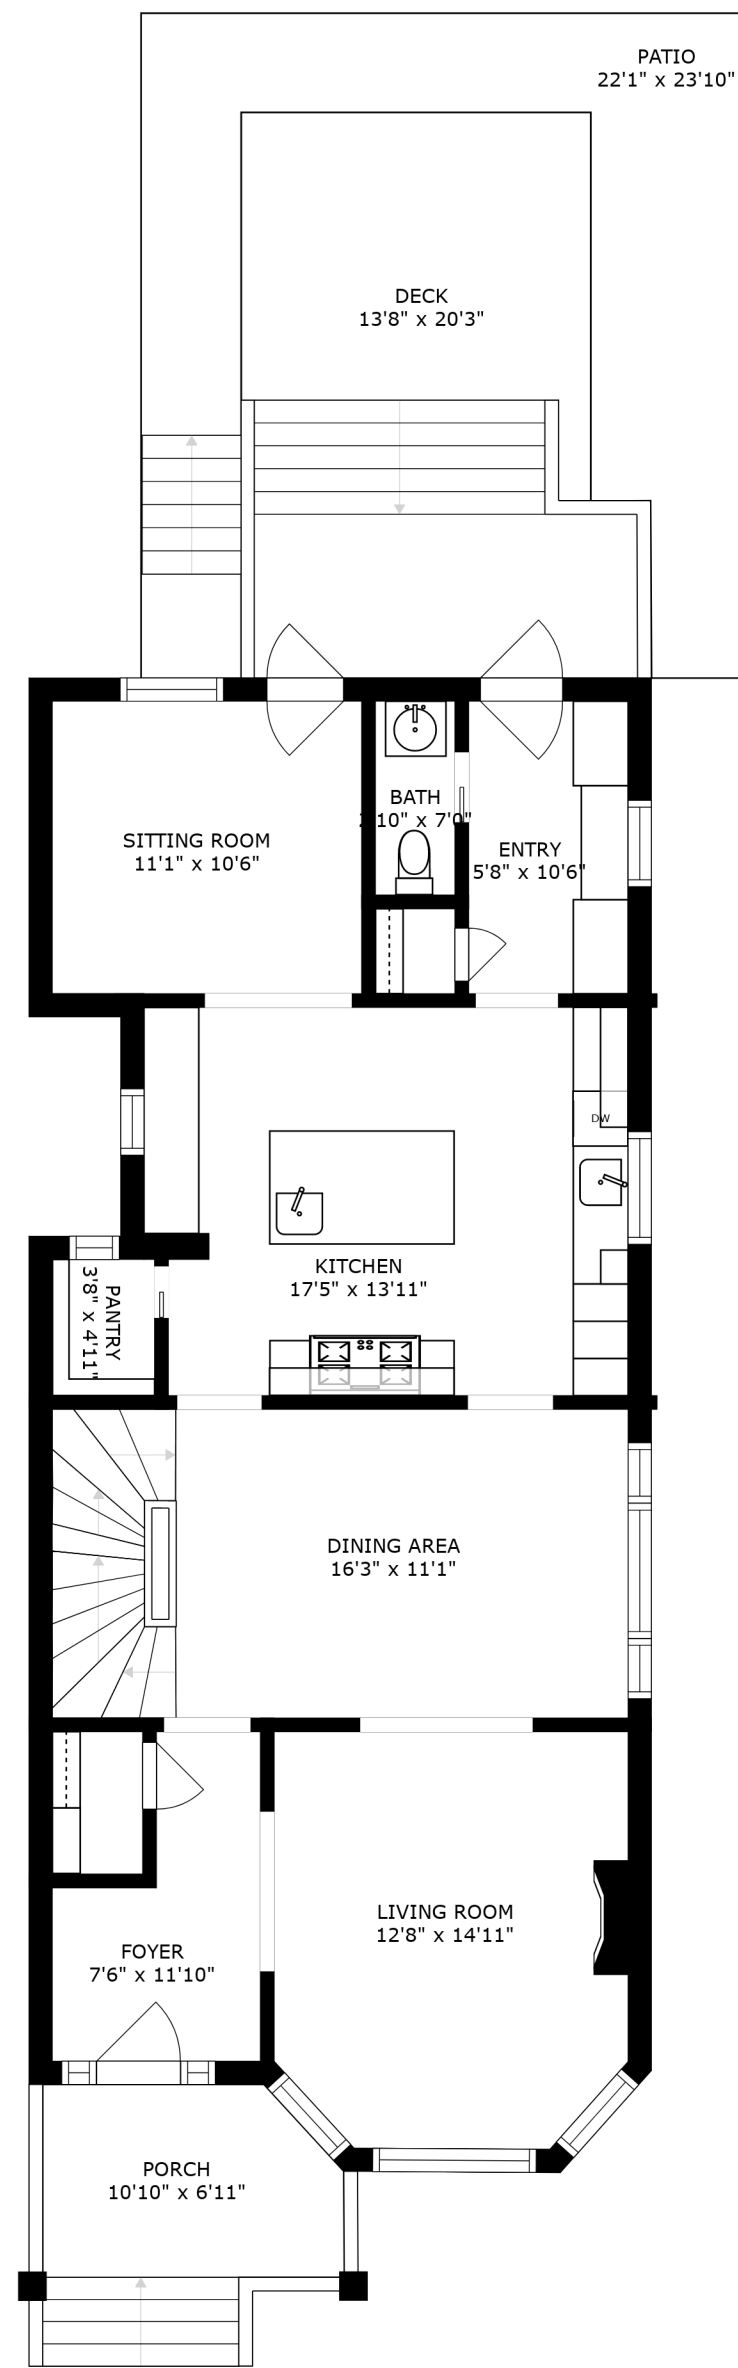 PATIO
22'1" x 23'10"
DECK
13'8" x 20'3"
SITTING ROOM
11'1" x 10'6"
BATH
10" x 7'0"
ENTRY
5'8" x 10'6"
DW
KITCHEN
17'5" x 13'11"
PANTRY
3'8" x 4'11"
DINING AREA
16'3" x 11'1"
LIVING ROOM
12'8" x 14'11"
FOYER
7'6" x 11'10"
PORCH
10'10" x 6'11"